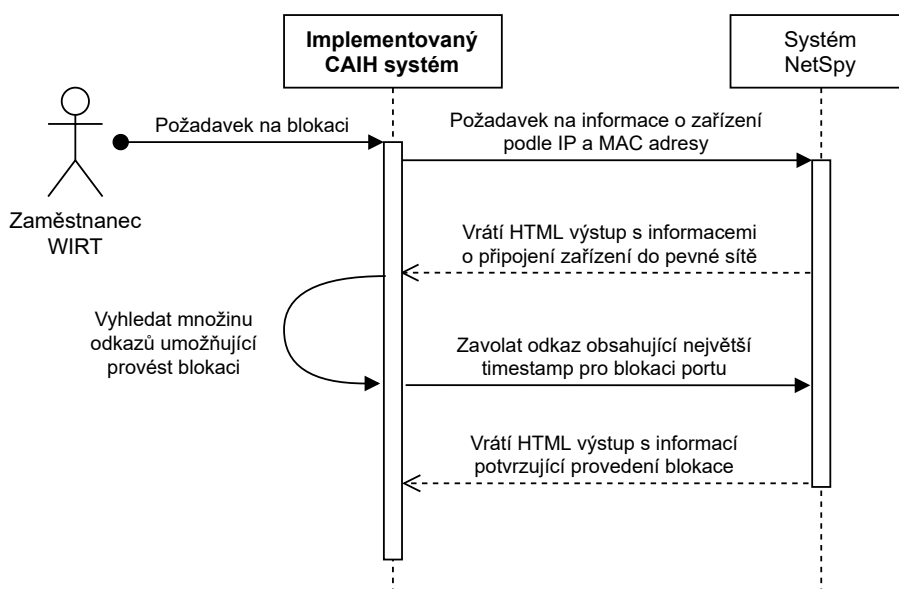 Implementovaný
CAIH systém
Systém
NetSpy
Zaměstnanec
WIRT
Požadavek na blokaci
Požadavek na informace o zařízení
podle IP a MAC adresy
Vrátí HTML výstup s informacemi
o připojení zařízení do pevné sítě
Vyhledat množinu
odkazů umožňující
provést blokaci
Zavolat odkaz obsahující největší
timestamp pro blokaci portu
Vrátí HTML výstup s informací
potvrzující provedení blokace